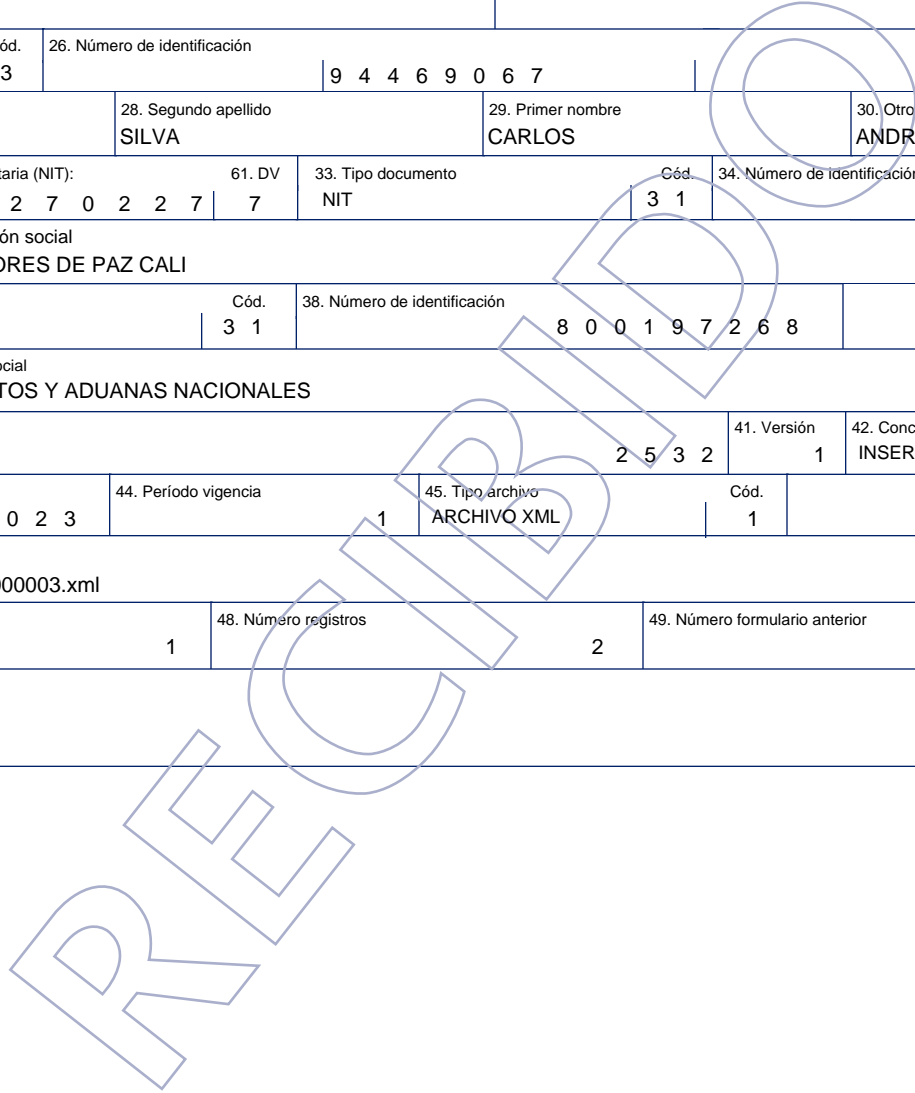 ód. 26. Número de identificación
3 9 4 4 6 9 0 6 7
28. Segundo apellido 29. Primer nombre 30. Otro
SILVA CARLOS ANDR
taria (NIT): 61. DV 33. Tipo documento Cód. 34. Número de identificación
2 7 0 2 2 7 7 NIT 3 1
ón social
ORES DE PAZ CALI
Cód. 38. Número de identificación
3 1 8 0 0 1 9 7 2 6 8
ocial
TOS Y ADUANAS NACIONALES
41. Versión 42. Conc
2 5 3 2 1 INSER
44. Período vigencia 45. Tipo archivo Cód.
0 2 3 1 ARCHIVO XML 1
000003.xml
48. Número registros 49. Número formulario anterior
1 2
RECIBIDO